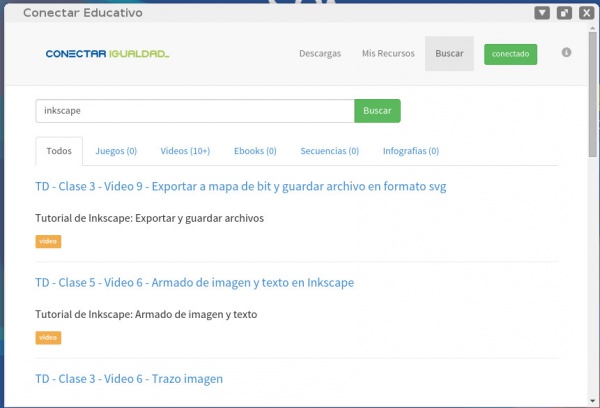 Conectar Educativo
CONECTAR IGUALDAD_
Descargas
Mis Recursos
Buscar
conectado
inkscape
Buscar
Todos
Juegos (0)
Videos (10+)
Ebooks (0)
Secuencias (0)
Infografias (0)
TD - Clase 3 - Video 9 - Exportar a mapa de bit y guardar archivo en formato svg
Tutorial de Inkscape: Exportar y guardar archivos
video
TD - Clase 5 - Video 6 - Armado de imagen y texto en Inkscape
Tutorial de Inkscape: Armado de imagen y texto
video
TD - Clase 3 - Video 6 - Trazo imagen